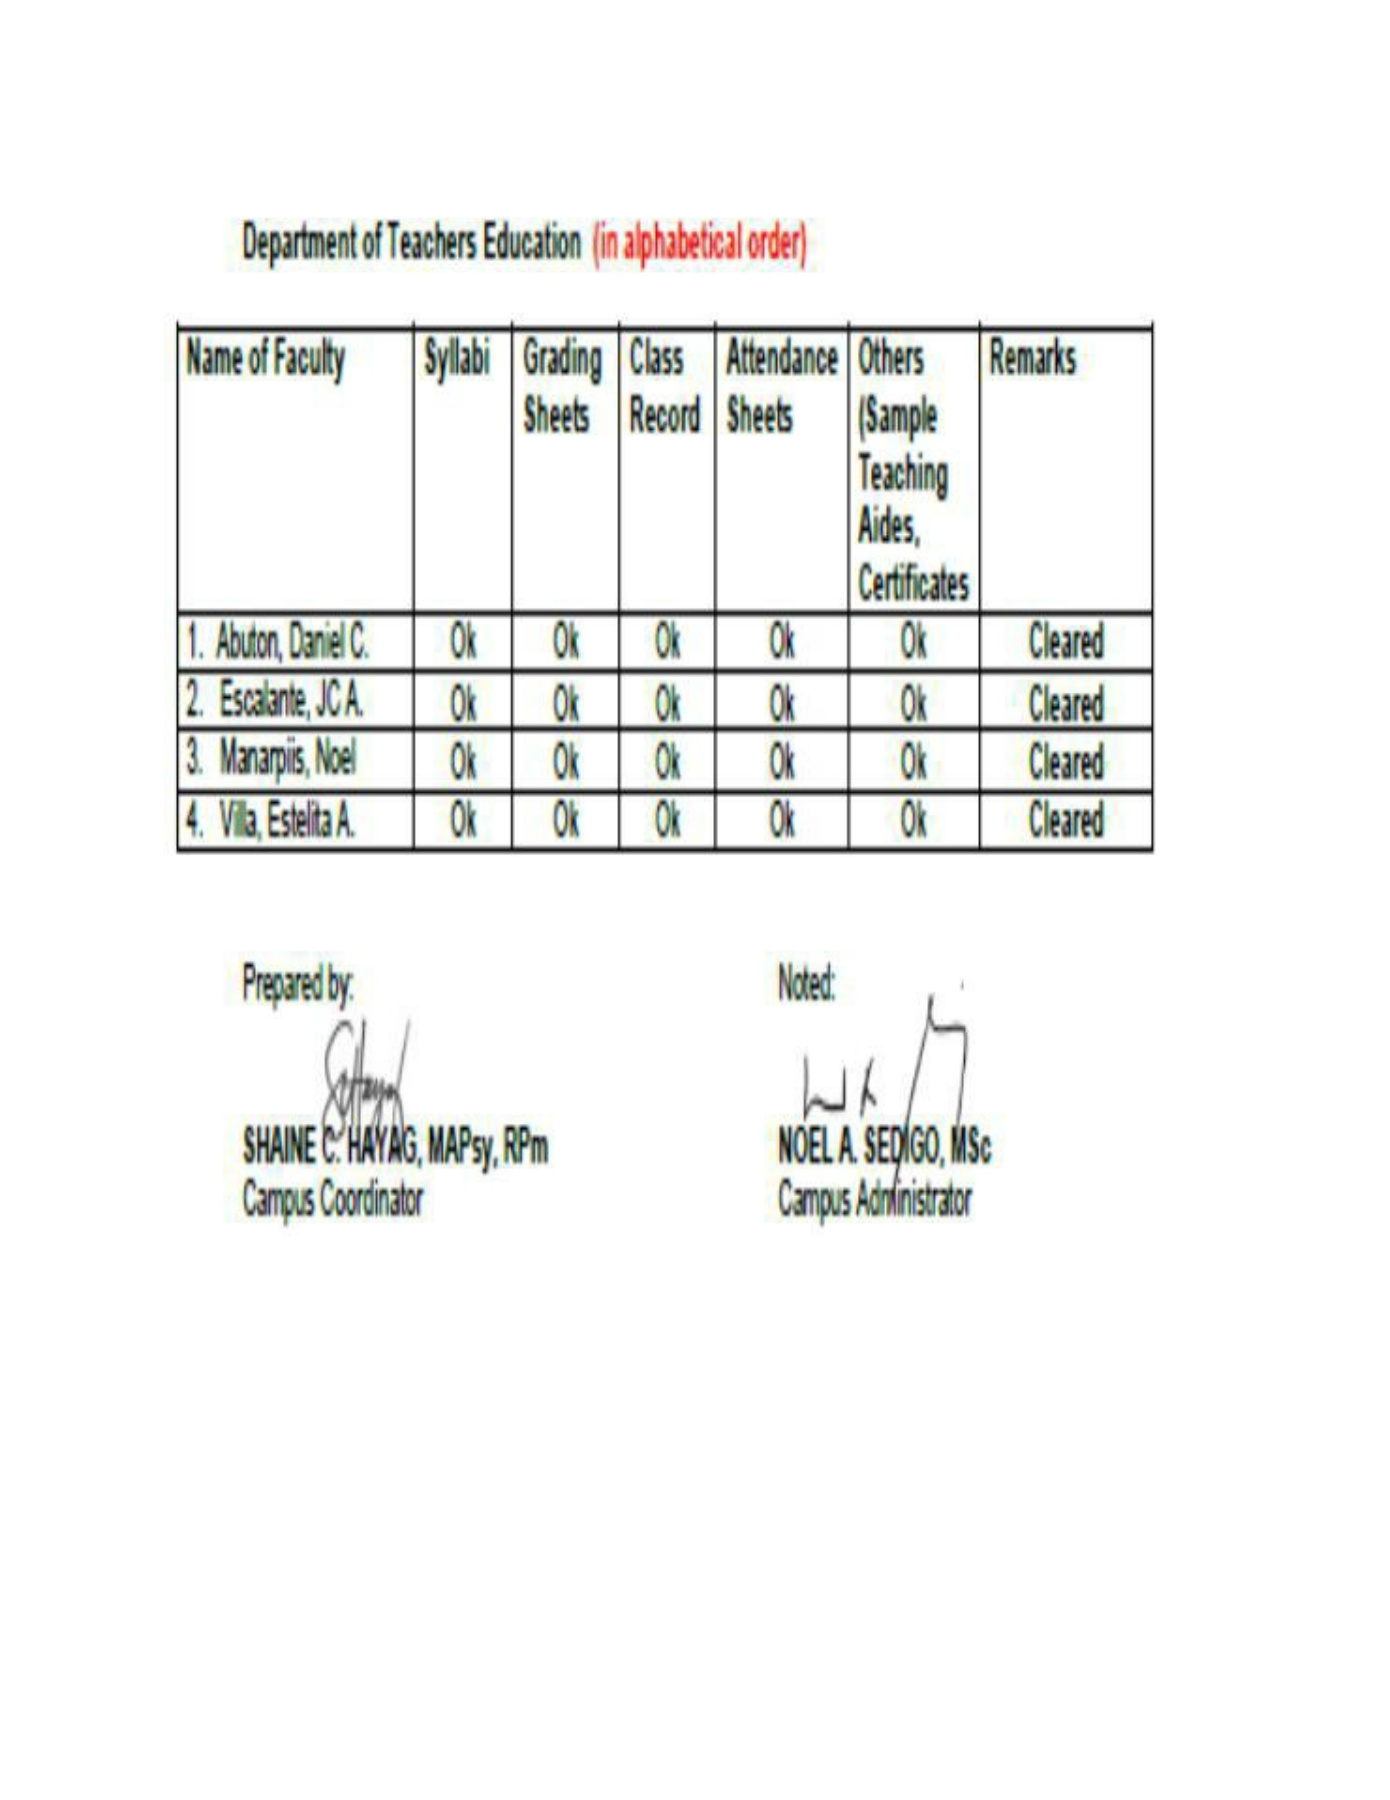 Department of Teachers Education (in alphabetical order)
Name of Faculty Syllabi Grading Sheets Class Record Attendance Sheets Others (Sample Teaching Aides, Certificates Remarks
1. Abuton, Daniel C. Ok Ok Ok Ok Ok Cleared
2. Escalante, JC A. Ok Ok Ok Ok Ok Cleared
3. Manarpiis, Noel Ok Ok Ok Ok Ok Cleared
4. Villa, Estelita A. Ok Ok Ok Ok Ok Cleared
Prepared by: Noted:
SHAINE C. HAYAG, MAPsy, RPm NOEL A. SEDIGO, MSc
Campus Coordinator Campus Administrator